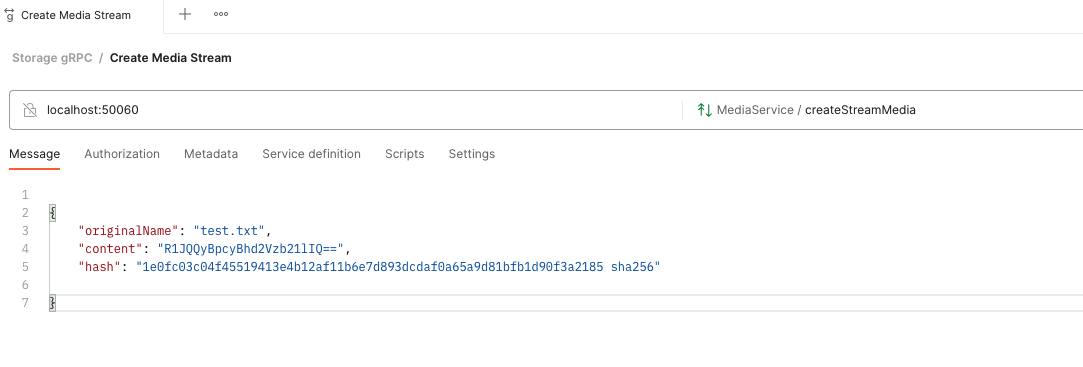 Create Media Stream
Storage gRPC / Create Media Stream
localhost:50060 MediaService / createStreamMedia
Message Authorization Metadata Service definition Scripts Settings
1
2 {
3 "originalName": "test.txt",
4 "content": "R1JQQyBpcyBhd2Vzb21lIQ==",
5 "hash": "1e0fc03c04f45519413e4b12af11b6e7d893dcdaf0a65a9d81bfb1d90f3a2185 sha256"
6
7 }